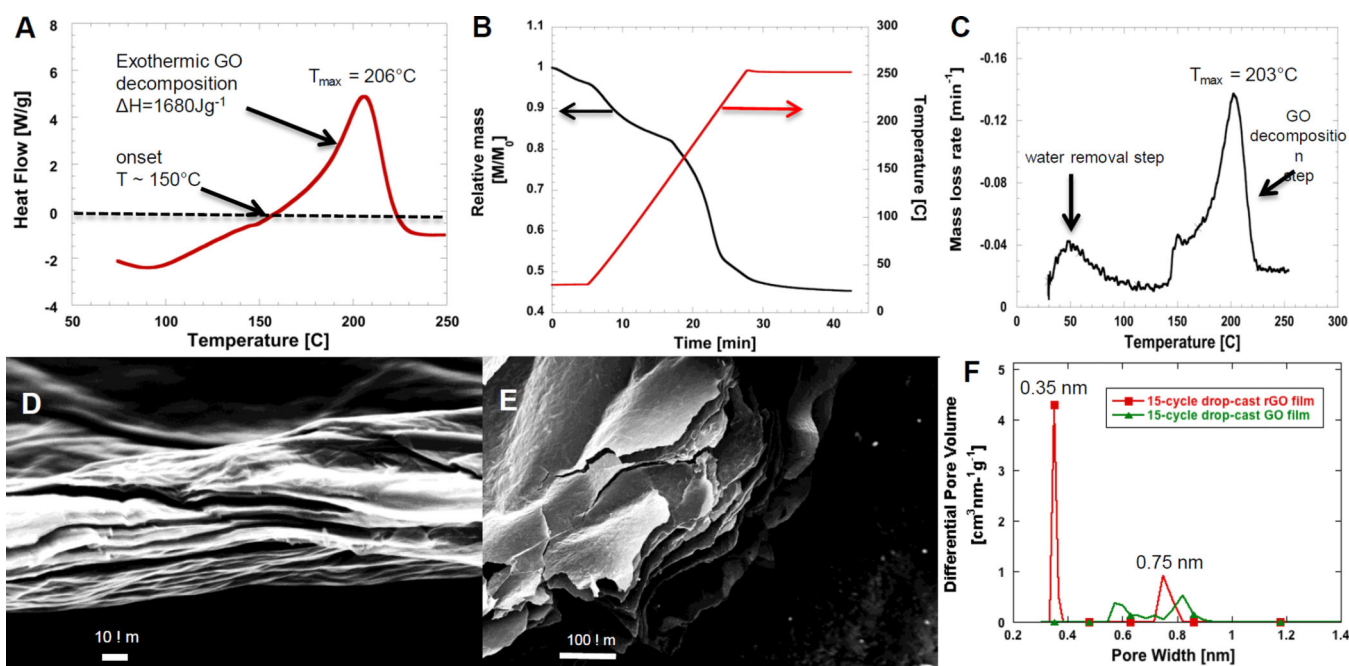 A
Heat Flow [W/g]
8
6
4
2
0
-2
-4
Exothermic GO
decomposition
ΔH=1680Jg⁻¹
Tmax = 206°C
onset
T ~ 150°C
50 100 150 200 250
Temperature [C]
B
Relative mass
[M/M₀]
1.1
1
0.9
0.8
0.7
0.6
0.5
0.4
300
250
200
150
100
50
0
Temperature
[C]
0 10 20 30 40
Time [min]
C
Mass loss rate [min⁻¹]
-0.16
-0.12
-0.08
-0.04
0
Tmax = 203°C
water removal step
GO
decompositio
n
step
0 50 100 150 200 250 300
Temperature [C]
D
10 ! m
E
100 ! m
F
Differential Pore Volume
[cm³nm-¹g⁻¹]
5
4
3
2
1
0
0.35 nm
15-cycle drop-cast rGO film
15-cycle drop-cast GO film
0.75 nm
0.2 0.4 0.6 0.8 1 1.2 1.4
Pore Width [nm]